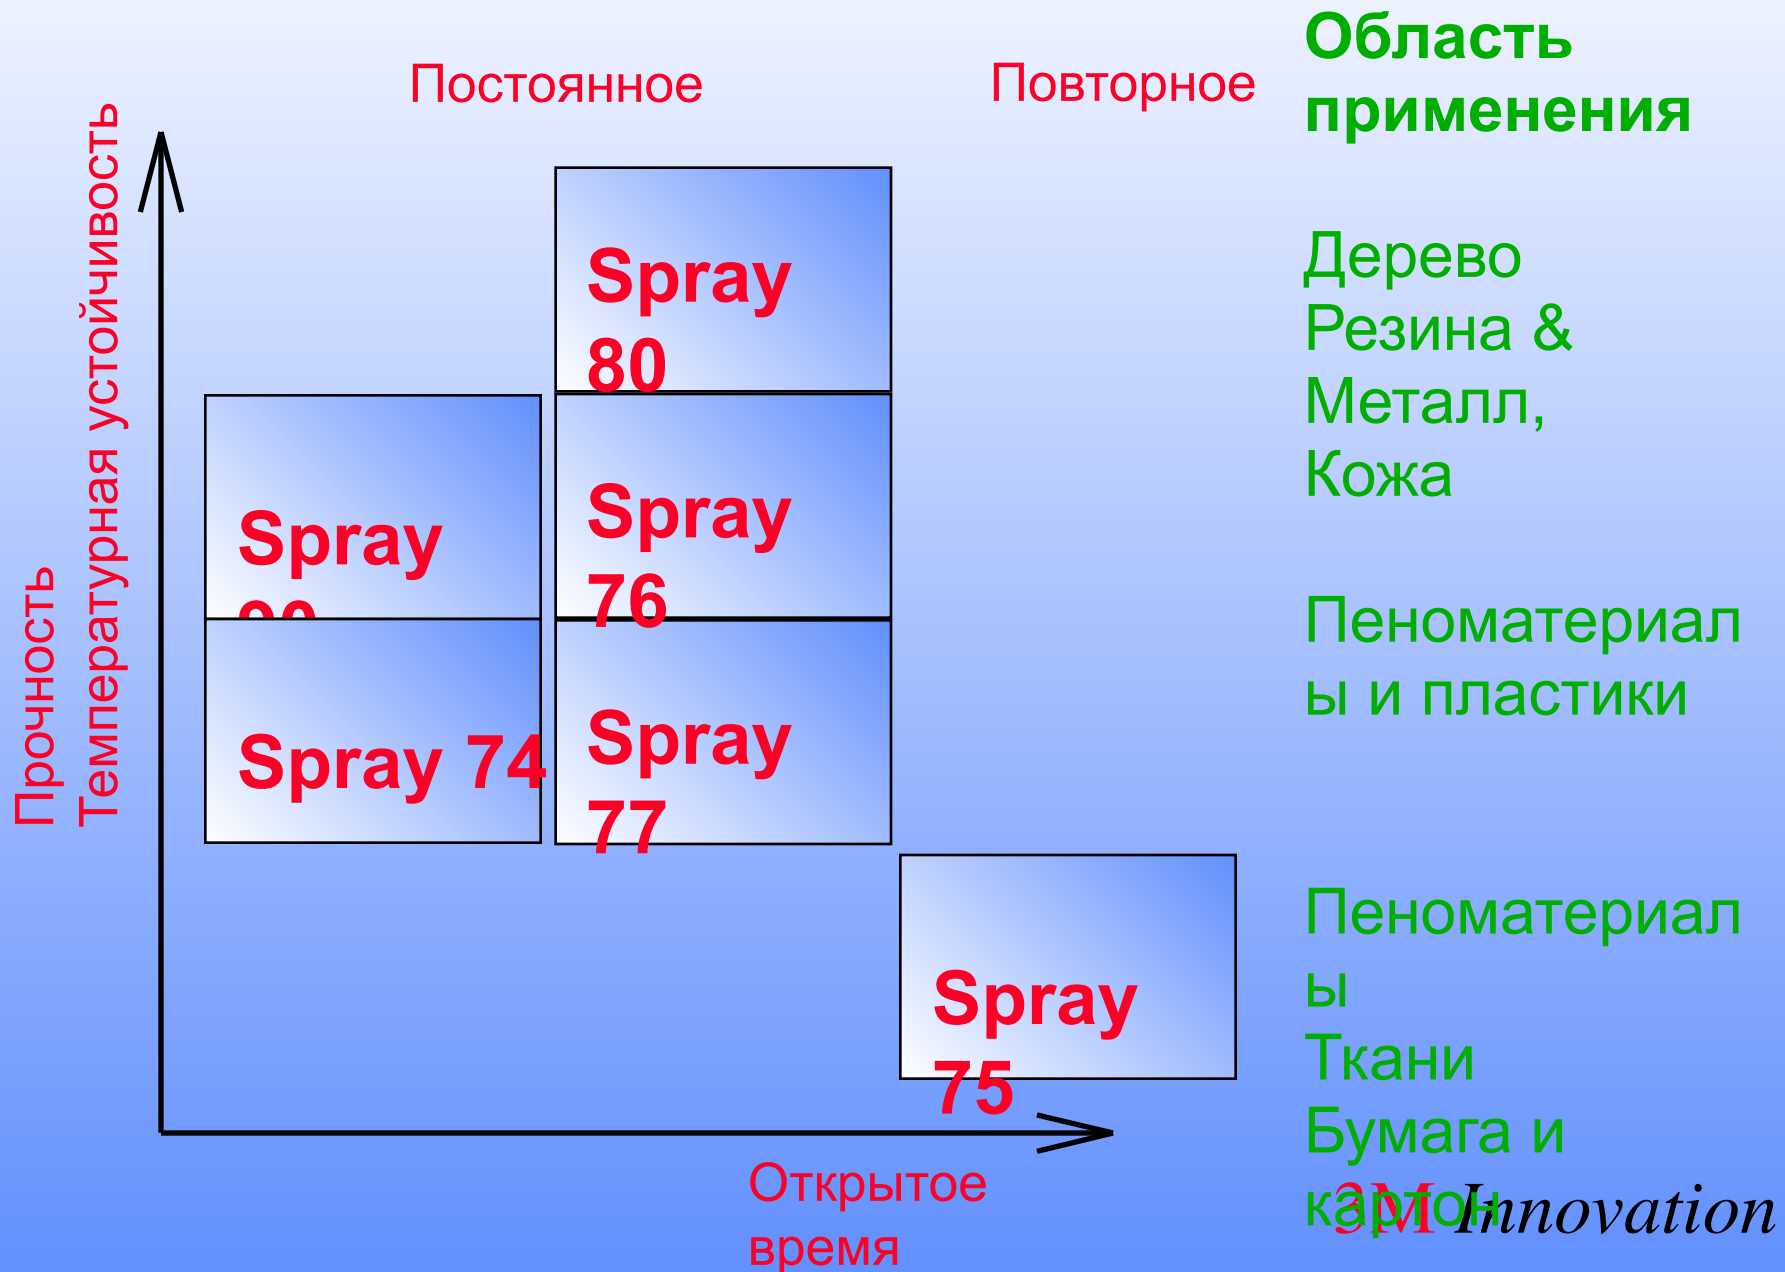 Постоянное
Повторное
Область
применения
Прочность
Температурная устойчивость
Spray
80
Spray
Spray
76
Spray 74
Spray
77
Spray
75
Дерево
Резина &
Металл,
Кожа
Пеноматериал
ы и пластики
Пеноматериал
ы
Ткани
Бумага и
картон
3M Innovation
Открытое
время